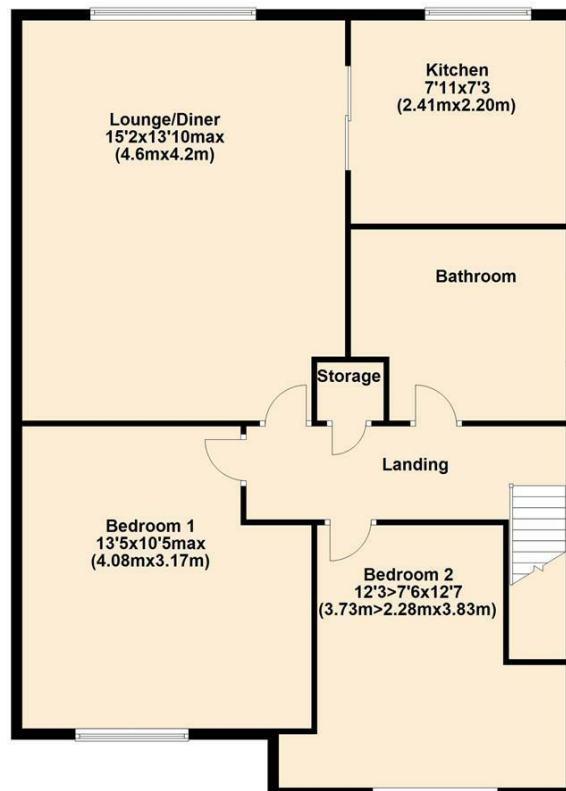 Kitchen
7'11x7'3
(2.41mx2.20m)
Lounge/Diner
15'2x13'10max
(4.6mx4.2m)
Bathroom
Storage
Landing
Bedroom 1
13'5x10'5max
(4.08mx3.17m)
Bedroom 2
12'3>7'6x12'7
(3.73m>2.28mx3.83m)